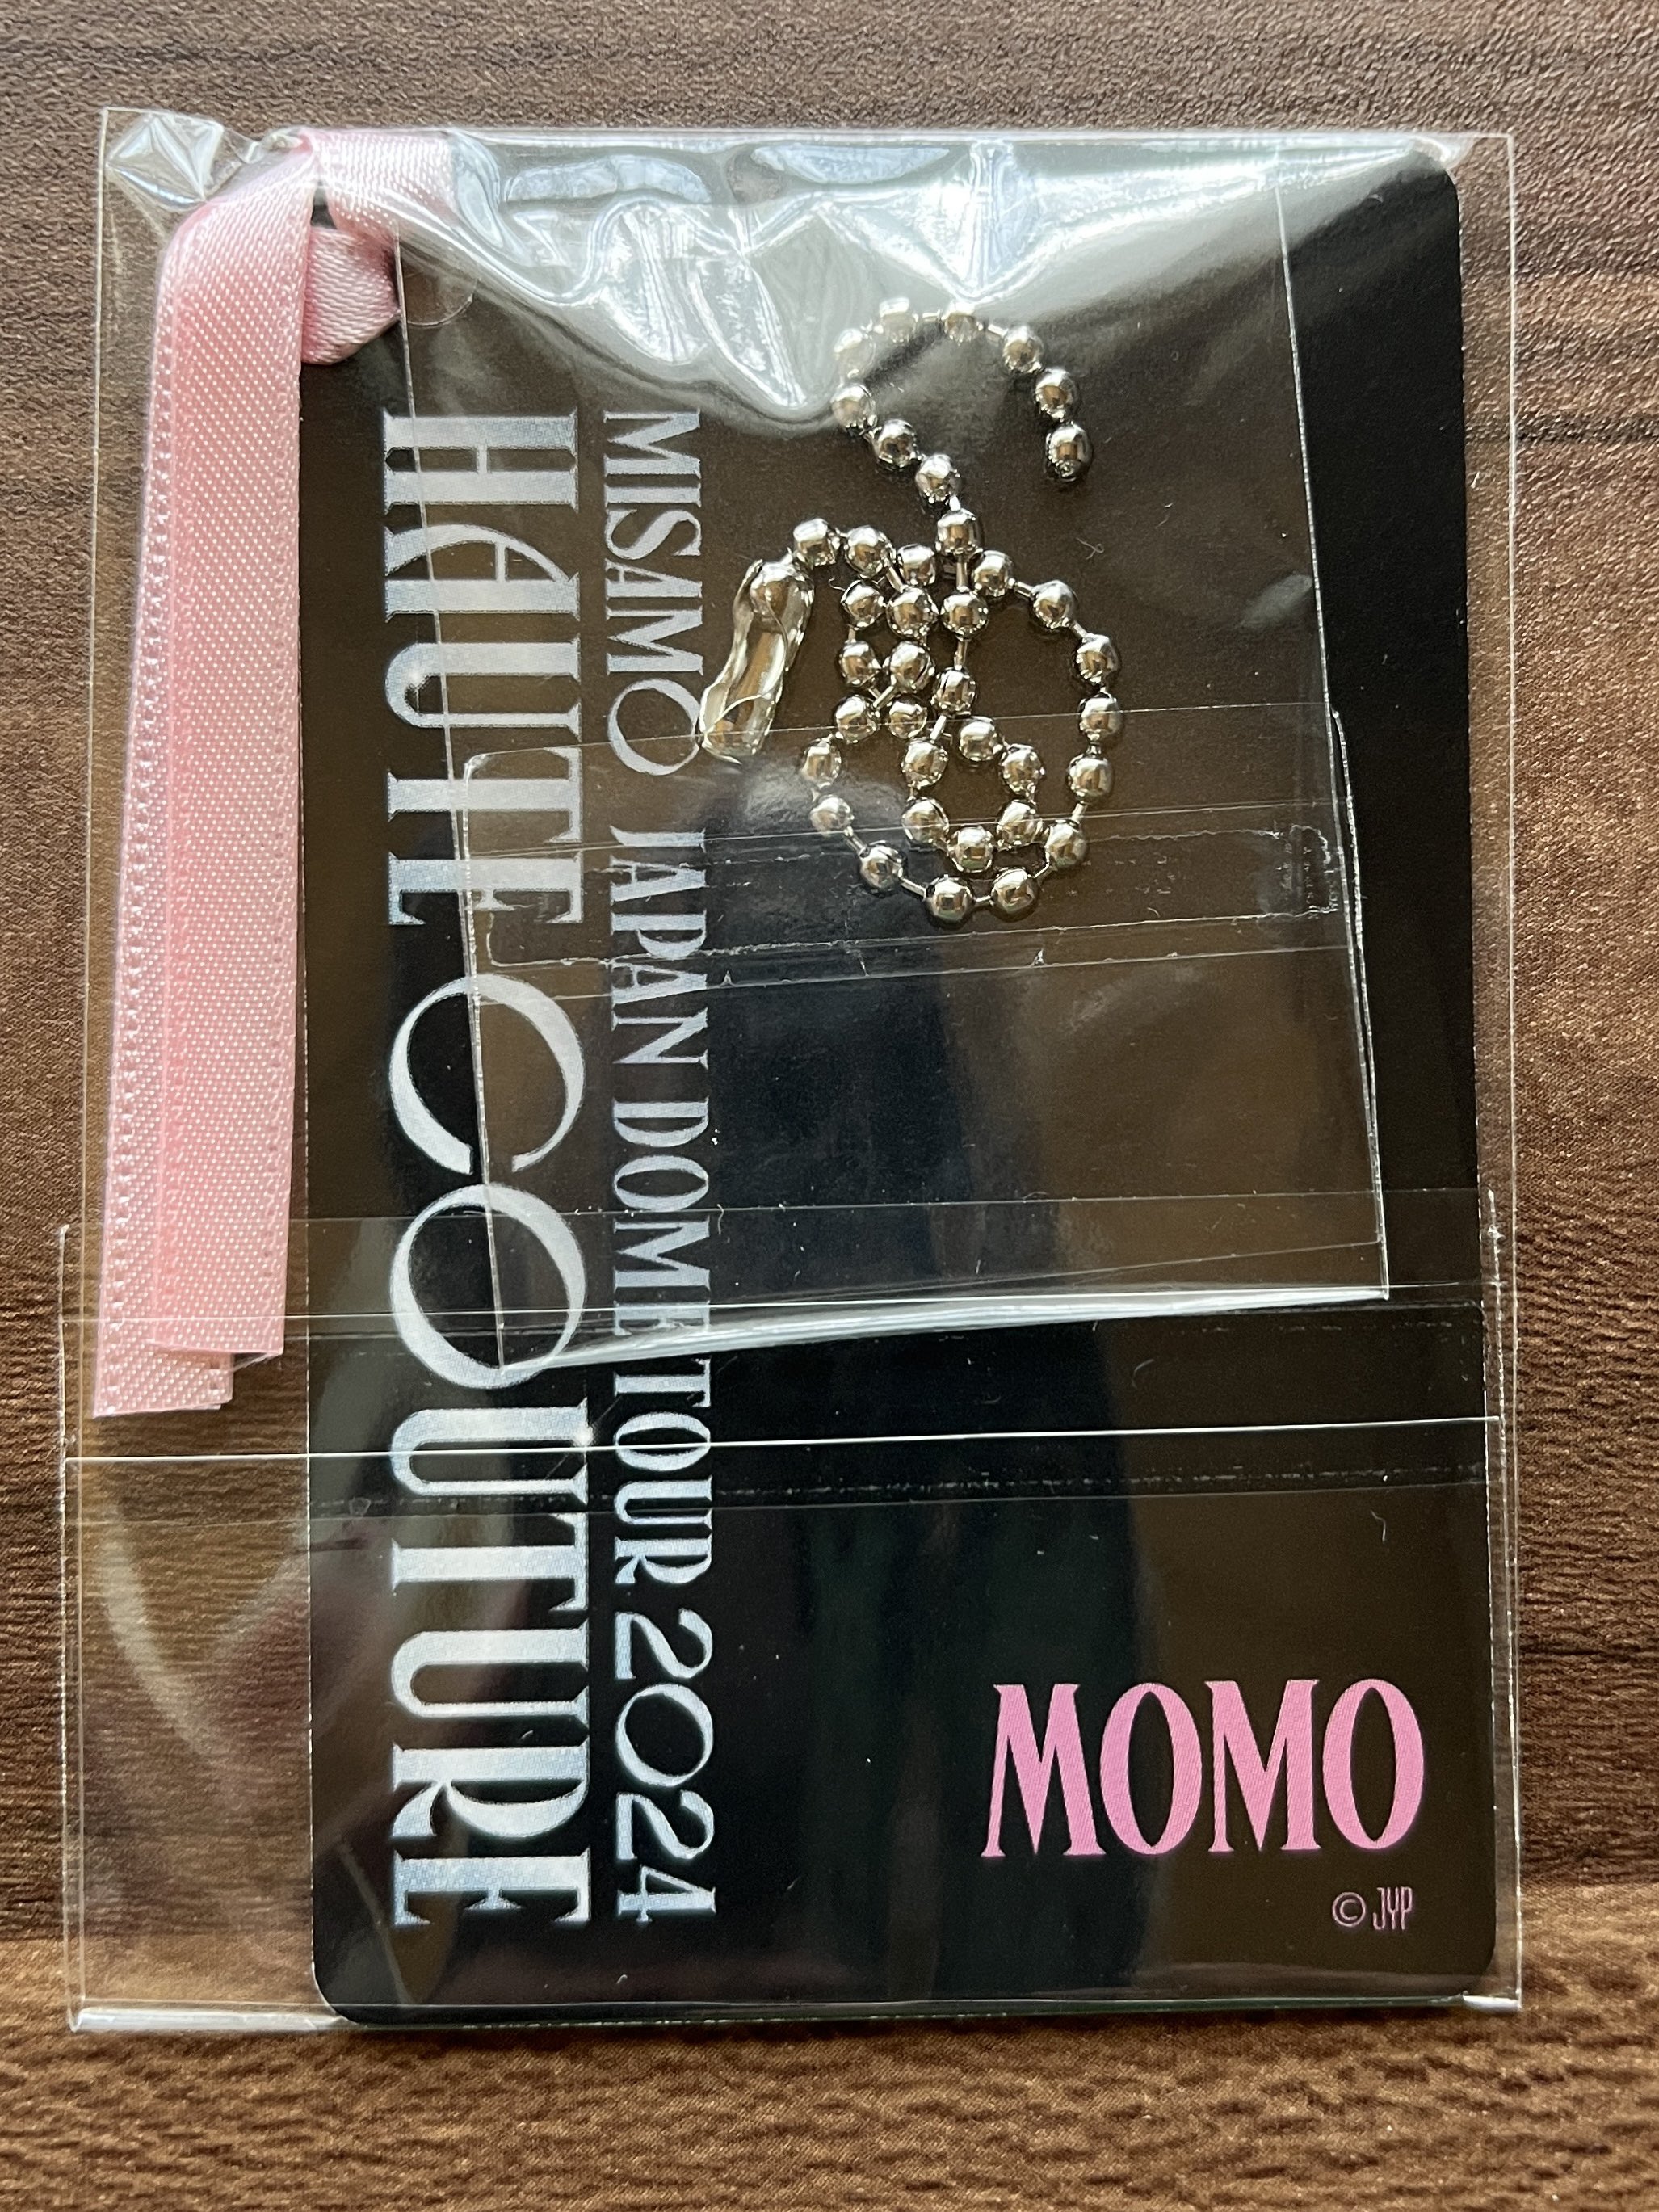 HAUTE COUTURE
MISAMO JAPAN DOME TOUR 2024
MOMO
© JYP